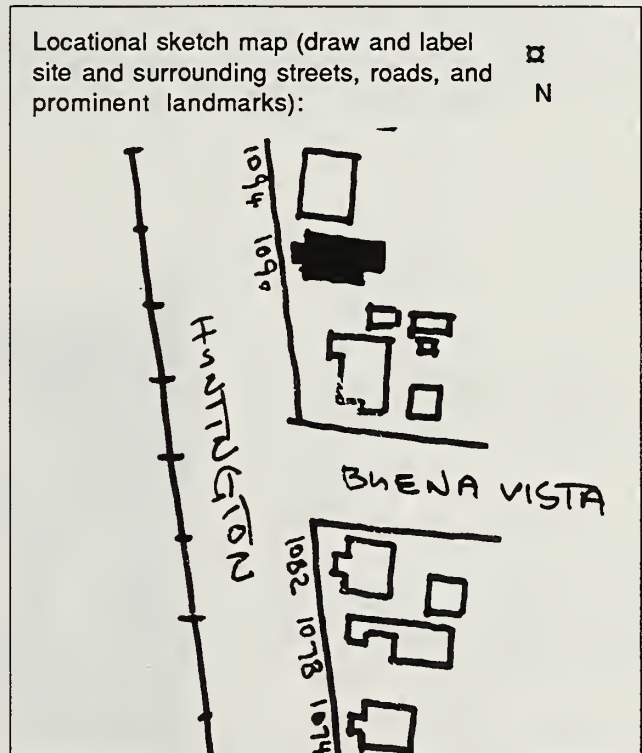 Locational sketch map (draw and label
site and surrounding streets, roads, and
prominent landmarks):
N
1094
1090
HUNTINGTON
BUENA VISTA
1082
1078
1074